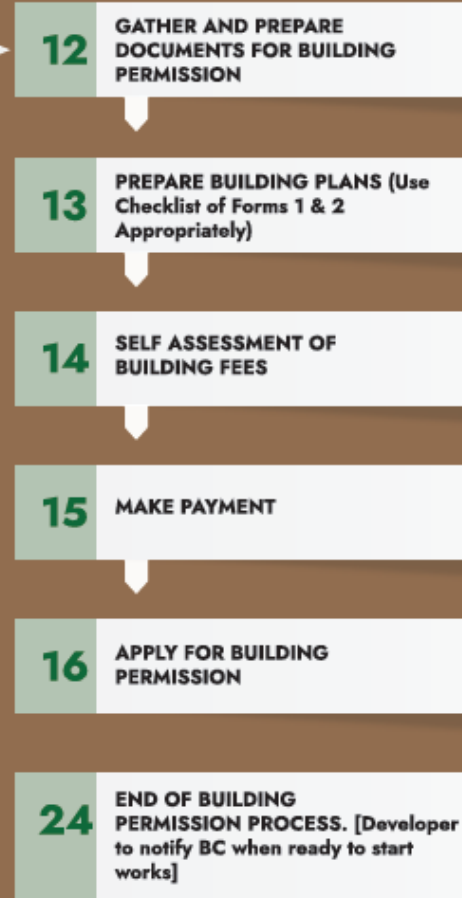 12
GATHER AND PREPARE
DOCUMENTS FOR BUILDING
PERMISSION
13
PREPARE BUILDING PLANS (Use
Checklist of Forms 1 & 2
Appropriately)
14
SELF ASSESSMENT OF
BUILDING FEES
15
MAKE PAYMENT
16
APPLY FOR BUILDING
PERMISSION
24
END OF BUILDING
PERMISSION PROCESS. [Developer
to notify BC when ready to start
works]